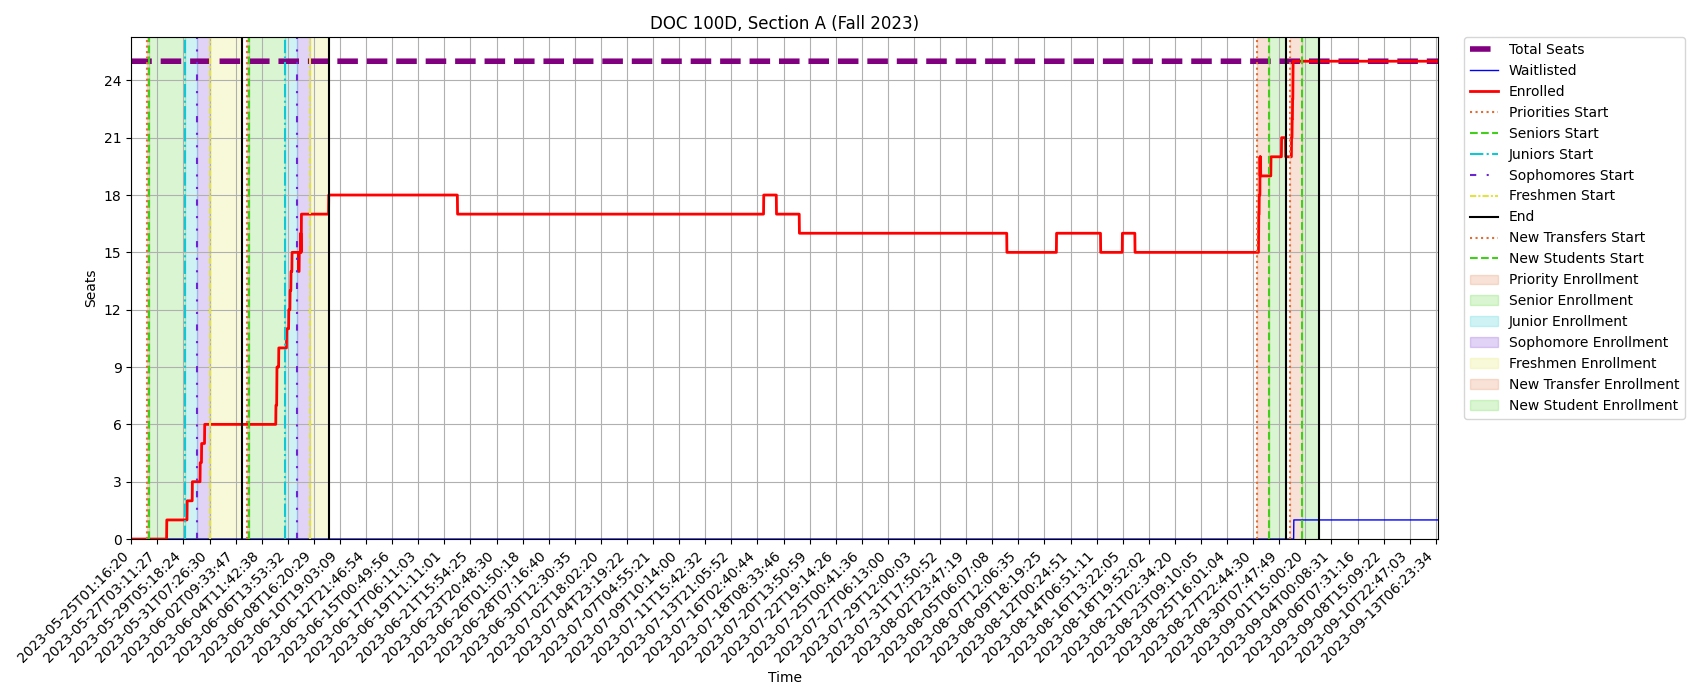 DOC 100D, Section A (Fall 2023)
Seats
24
21
18
15
12
9
6
3
0
2023-05-25T01:16:20
2023-05-27T03:11:27
2023-05-29T05:18:24
2023-05-31T07:26:30
2023-06-02T09:33:47
2023-06-04T11:42:38
2023-06-06T13:53:32
2023-06-08T16:20:29
2023-06-10T19:03:09
2023-06-12T21:46:54
2023-06-15T00:49:56
2023-06-17T06:11:03
2023-06-19T11:11:01
2023-06-21T15:54:25
2023-06-23T20:48:30
2023-06-26T01:50:18
2023-06-28T07:16:40
2023-06-30T12:30:35
2023-07-02T18:02:20
2023-07-04T23:19:22
2023-07-07T04:55:21
2023-07-09T10:14:00
2023-07-11T15:42:32
2023-07-13T21:05:52
2023-07-16T02:40:44
2023-07-18T08:33:46
2023-07-20T13:50:59
2023-07-22T19:14:26
2023-07-25T00:41:36
2023-07-27T06:13:00
2023-07-29T12:00:03
2023-07-31T17:50:52
2023-08-02T23:47:19
2023-08-05T06:07:08
2023-08-07T12:06:35
2023-08-09T18:19:25
2023-08-12T00:24:51
2023-08-14T06:51:11
2023-08-16T13:22:05
2023-08-18T19:52:02
2023-08-21T02:34:20
2023-08-23T09:10:05
2023-08-25T16:01:04
2023-08-27T22:44:30
2023-08-30T07:47:49
2023-09-01T15:00:20
2023-09-04T00:08:31
2023-09-06T07:31:16
2023-09-08T15:09:22
2023-09-10T22:47:03
2023-09-13T06:23:34
Time
Total Seats
Waitlisted
Enrolled
Priorities Start
Seniors Start
Juniors Start
Sophomores Start
Freshmen Start
End
New Transfers Start
New Students Start
Priority Enrollment
Senior Enrollment
Junior Enrollment
Sophomore Enrollment
Freshmen Enrollment
New Transfer Enrollment
New Student Enrollment